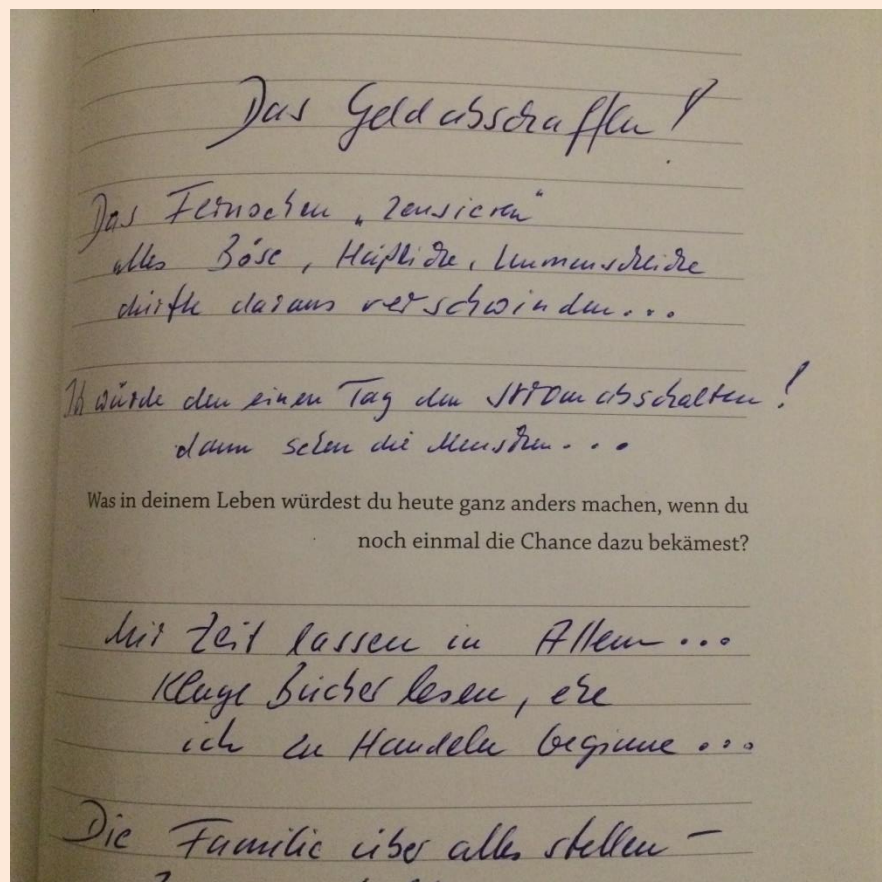 Das Geld abschaffen!
Das Fernsehen „zensieren“
alles Böse, Häßliche, Unmenschliche
dürfte daraus verschwinden...
Ich würde den einen Tag den Strom abschalten!
dann sehen die Menschen...
Was in deinem Leben würdest du heute ganz anders machen, wenn du
noch einmal die Chance dazu bekämest?
Mir Zeit lassen in Allem...
Kluge Bücher lesen, ehe
ich zu Handeln beginne...
Die Familie über alles stellen –